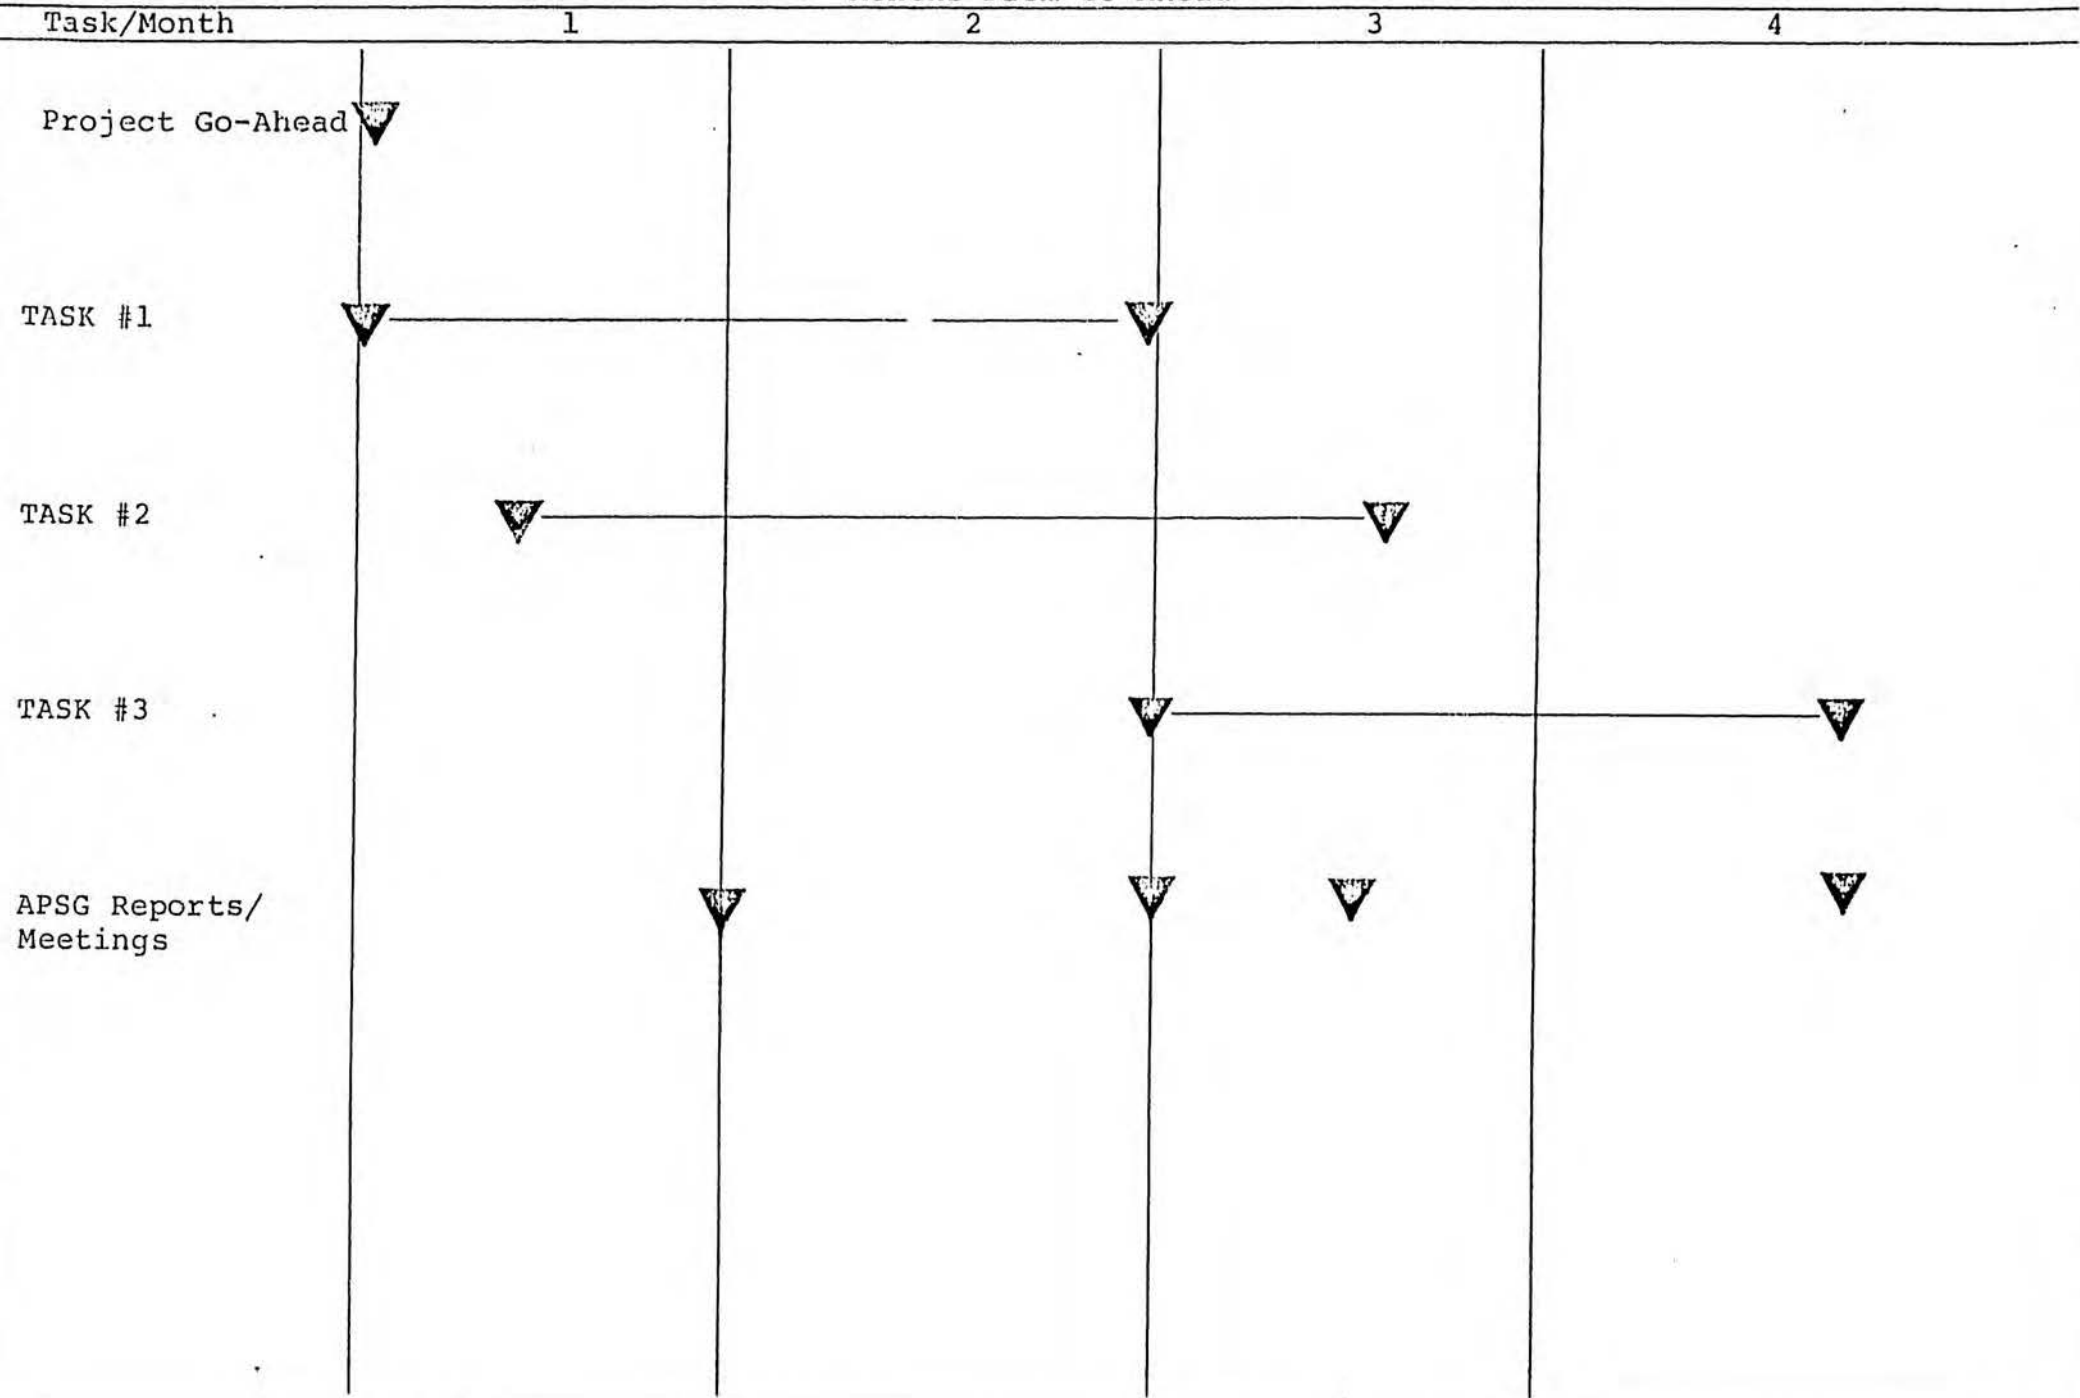 Task/Month 1 2 3 4
Project Go-Ahead
TASK #1
TASK #2
TASK #3
APSG Reports/
Meetings